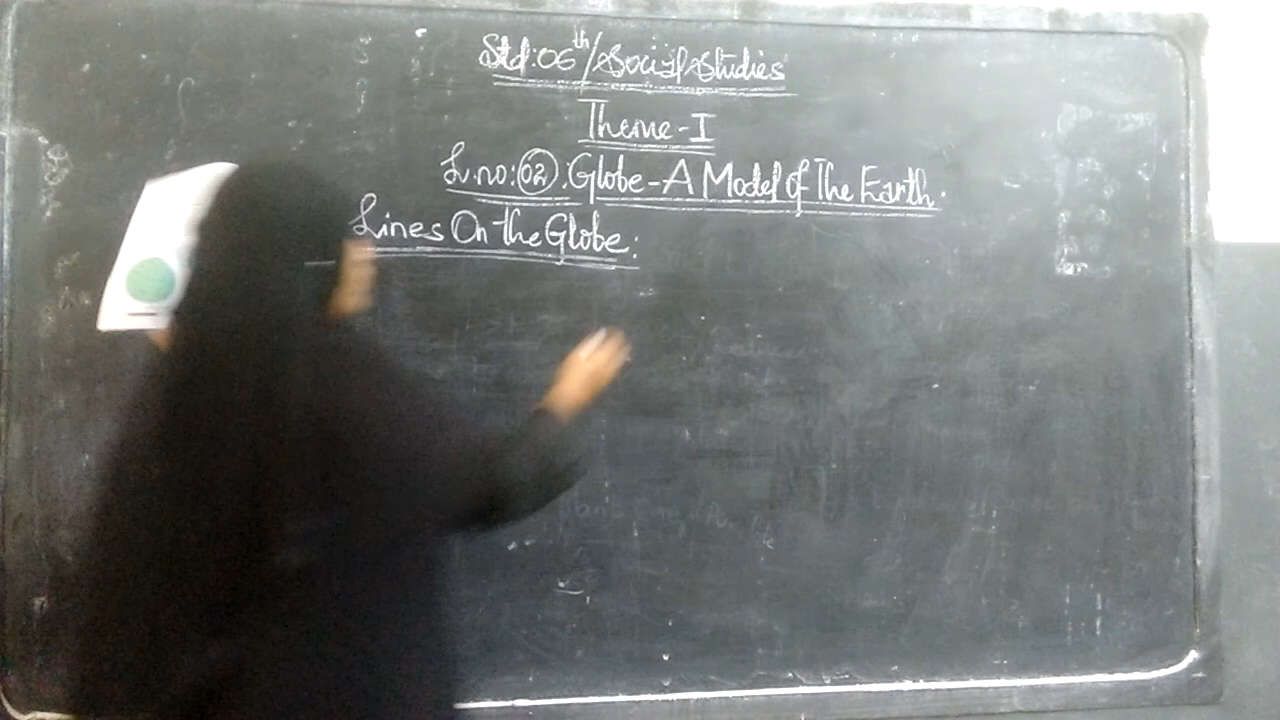 Std:06th/Social Studies
Theme-I
L.no:02:Globe-A Model Of The Earth.
Lines On the Globe: